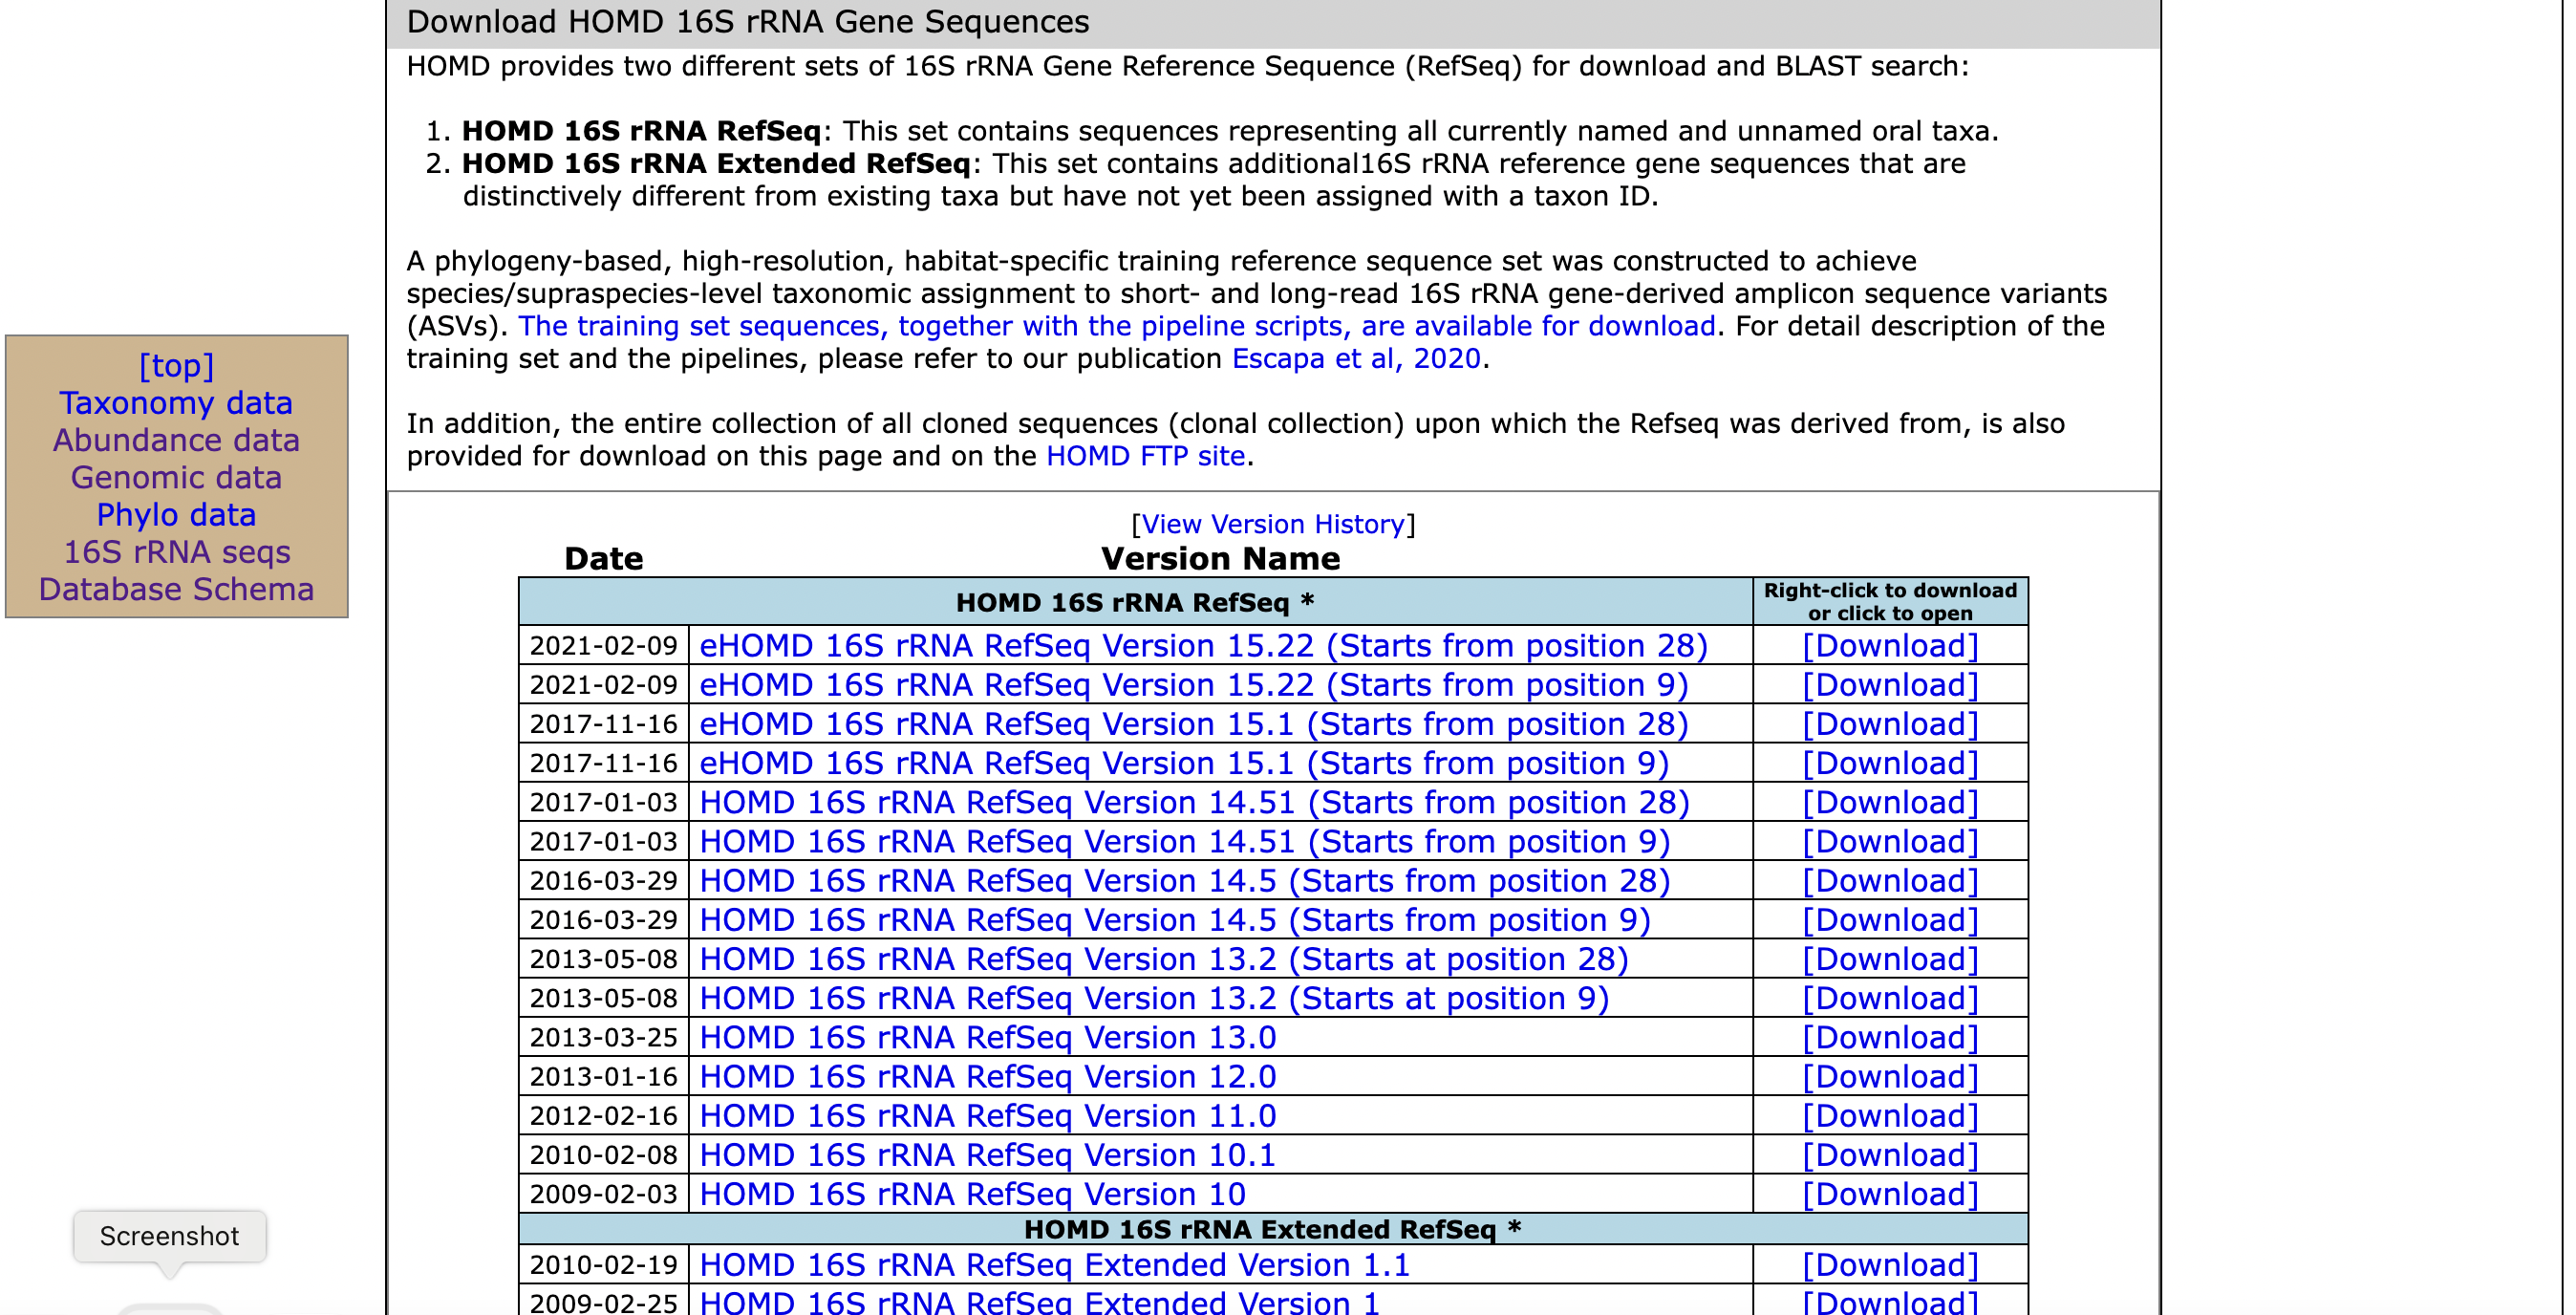 Download HOMD 16S rRNA Gene Sequences
HOMD provides two different sets of 16S rRNA Gene Reference Sequence (RefSeq) for download and BLAST search:
1. HOMD 16S rRNA RefSeq: This set contains sequences representing all currently named and unnamed oral taxa.
2. HOMD 16S rRNA Extended RefSeq: This set contains additional16S rRNA reference gene sequences that are
distinctively different from existing taxa but have not yet been assigned with a taxon ID.
A phylogeny-based, high-resolution, habitat-specific training reference sequence set was constructed to achieve
species/supraspecies-level taxonomic assignment to short- and long-read 16S rRNA gene-derived amplicon sequence variants
(ASVs). The training set sequences, together with the pipeline scripts, are available for download. For detail description of the
training set and the pipelines, please refer to our publication Escapa et al, 2020.
In addition, the entire collection of all cloned sequences (clonal collection) upon which the Refseq was derived from, is also
provided for download on this page and on the HOMD FTP site.
[top]
Taxonomy data
Abundance data
Genomic data
Phylo data
16S rRNA seqs
Database Schema
[View Version History]
Date Version Name
HOMD 16S rRNA RefSeq * Right-click to download
or click to open
2021-02-09 eHOMD 16S rRNA RefSeq Version 15.22 (Starts from position 28) [Download]
2021-02-09 eHOMD 16S rRNA RefSeq Version 15.22 (Starts from position 9) [Download]
2017-11-16 eHOMD 16S rRNA RefSeq Version 15.1 (Starts from position 28) [Download]
2017-11-16 eHOMD 16S rRNA RefSeq Version 15.1 (Starts from position 9) [Download]
2017-01-03 HOMD 16S rRNA RefSeq Version 14.51 (Starts from position 28) [Download]
2017-01-03 HOMD 16S rRNA RefSeq Version 14.51 (Starts from position 9) [Download]
2016-03-29 HOMD 16S rRNA RefSeq Version 14.5 (Starts from position 28) [Download]
2016-03-29 HOMD 16S rRNA RefSeq Version 14.5 (Starts from position 9) [Download]
2013-05-08 HOMD 16S rRNA RefSeq Version 13.2 (Starts at position 28) [Download]
2013-05-08 HOMD 16S rRNA RefSeq Version 13.2 (Starts at position 9) [Download]
2013-03-25 HOMD 16S rRNA RefSeq Version 13.0 [Download]
2013-01-16 HOMD 16S rRNA RefSeq Version 12.0 [Download]
2012-02-16 HOMD 16S rRNA RefSeq Version 11.0 [Download]
2010-02-08 HOMD 16S rRNA RefSeq Version 10.1 [Download]
2009-02-03 HOMD 16S rRNA RefSeq Version 10 [Download]
HOMD 16S rRNA Extended RefSeq *
2010-02-19 HOMD 16S rRNA RefSeq Extended Version 1.1 [Download]
2009-02-25 HOMD 16S rRNA RefSeq Extended Version 1 [Download]
Screenshot